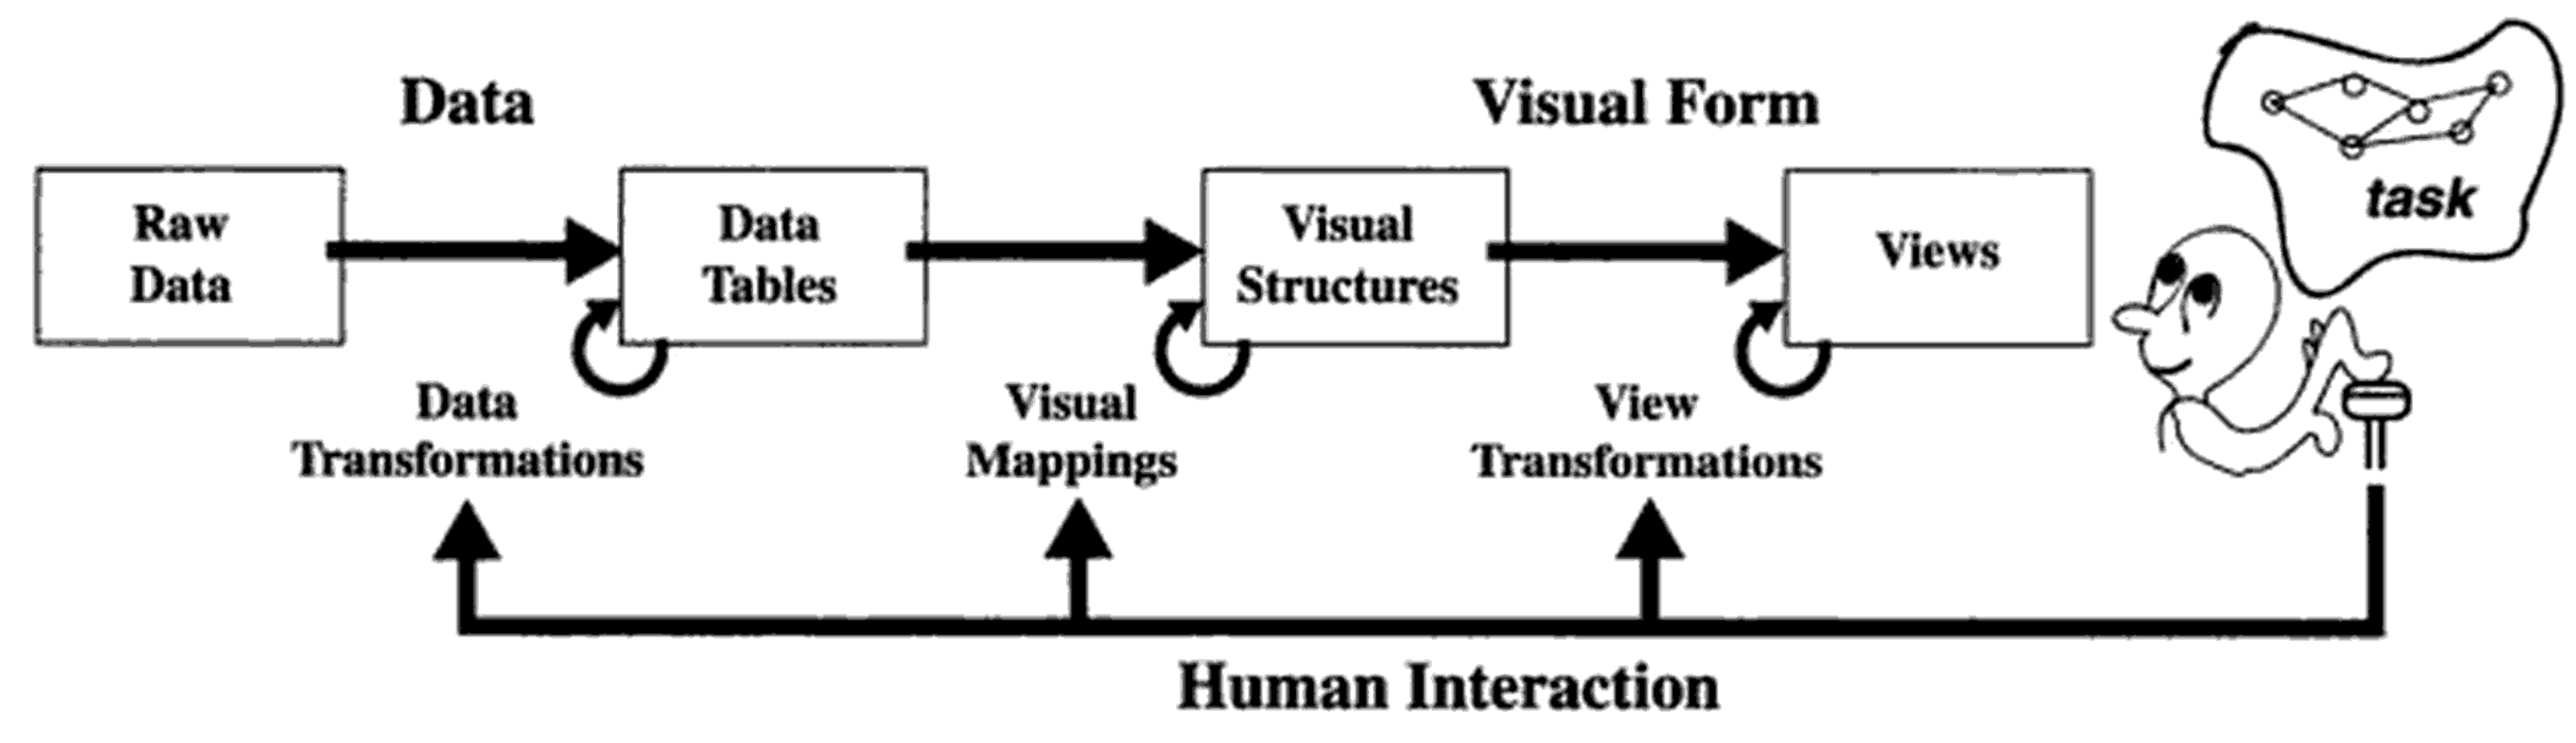 Data
Visual Form
Raw
Data
Data
Tables
Visual
Structures
Views
task
Data
Transformations
Visual
Mappings
View
Transformations
Human Interaction